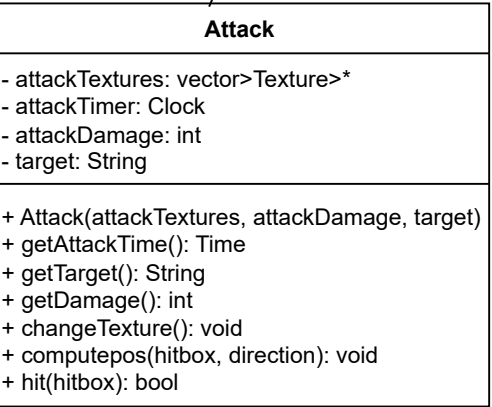 Attack
- attackTextures: vector>Texture>*
- attackTimer: Clock
- attackDamage: int
- target: String
+ Attack(attackTextures, attackDamage, target)
+ getAttackTime(): Time
+ getTarget(): String
+ getDamage(): int
+ changeTexture(): void
+ computepos(hitbox, direction): void
+ hit(hitbox): bool